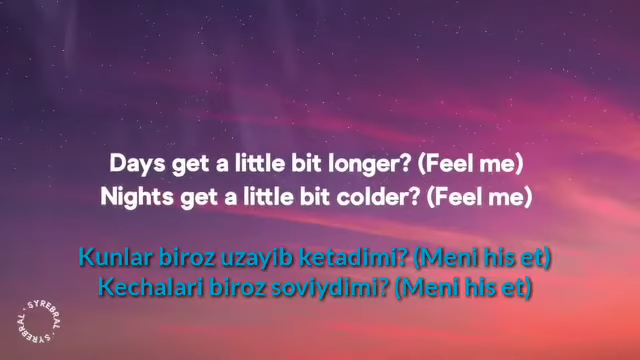 Days get a little bit longer? (Feel me)
Nights get a little bit colder? (Feel me)
Kunlar biroz uzayib ketadimi? (Meni his et)
Kechalari biroz soviydimi? (Meni his et)
SYREBRAL · SYREBRAL ·